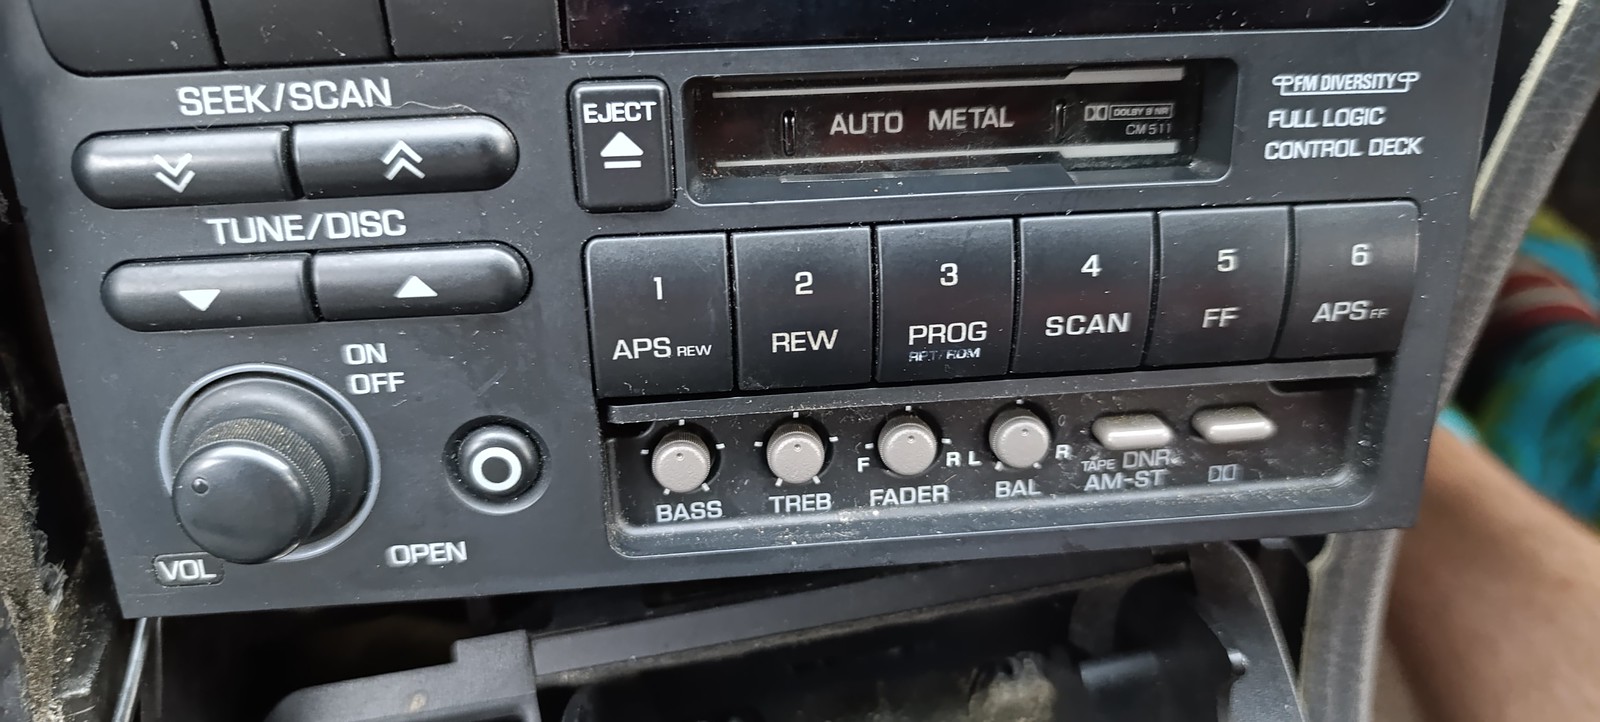 SEEK/SCAN
TUNE/DISC
ON
OFF
VOL
OPEN
EJECT
AUTO METAL
DOLBY B NR
CM 511
FM DIVERSITY
FULL LOGIC
CONTROL DECK
1 2 3 4 5 6
APS REW REW PROG SCAN FF APS FF
RPT/RDM
F R L R
BASS TREB FADER BAL
TAPE DNR
AM-ST